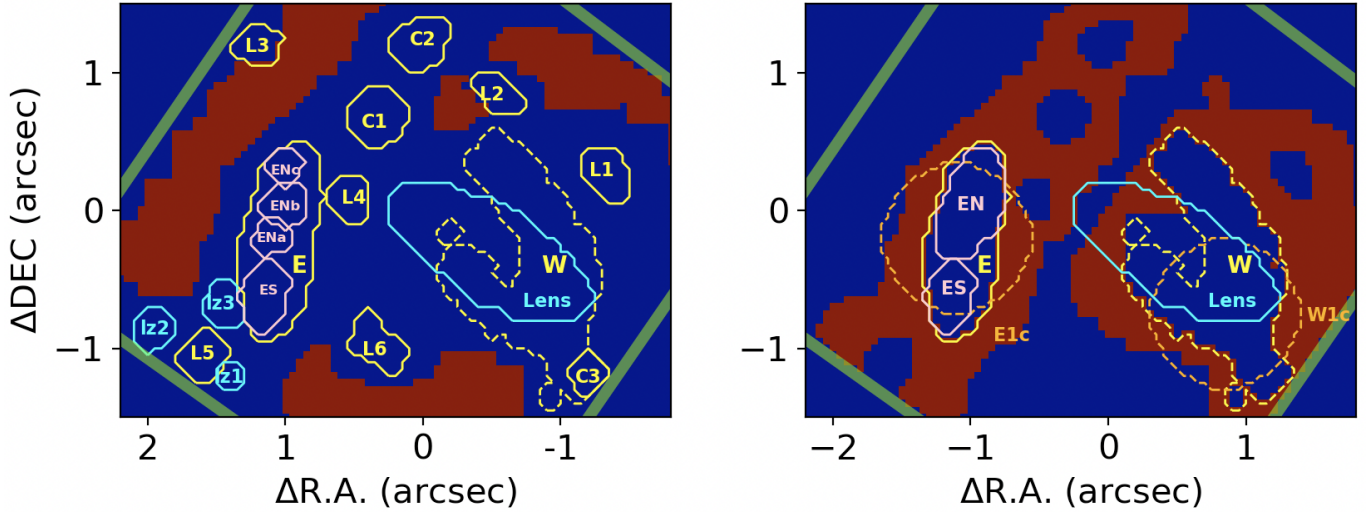 L3
C2
L2
C1
L1
ENc
L4
ENb
ENa
E
W
ES
Lens
Iz3
Iz2
L5
L6
Iz1
C3
1
0
−1
2
1
0
-1
ΔDEC (arcsec)
ΔR.A. (arcsec)
EN
E
W
ES
Lens
W1c
E1c
1
0
−1
−2
−1
0
1
ΔR.A. (arcsec)